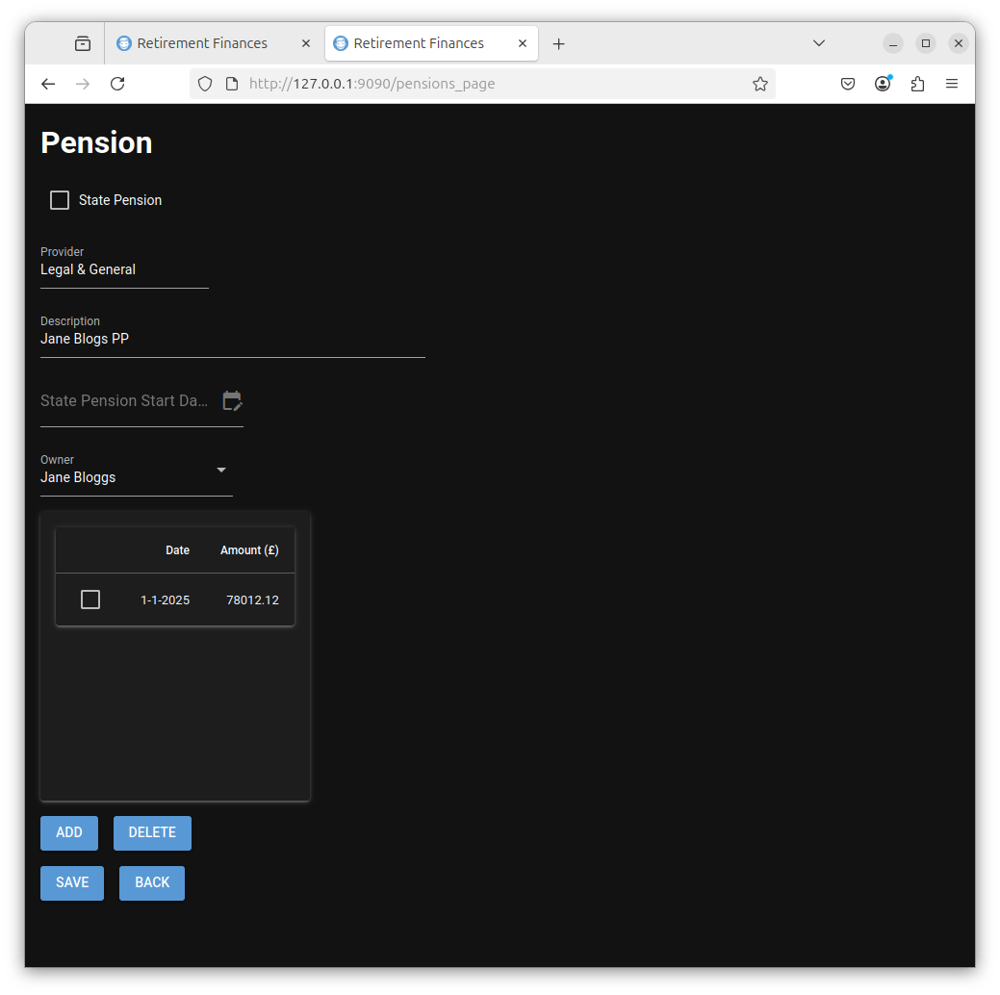 Retirement Finances
Retirement Finances
http://127.0.0.1:9090/pensions_page
Pension
State Pension
Provider
Legal & General
Description
Jane Blogs PP
State Pension Start Da...
Owner
Jane Bloggs
Date Amount (£)
1-1-2025 78012.12
ADD DELETE
SAVE BACK